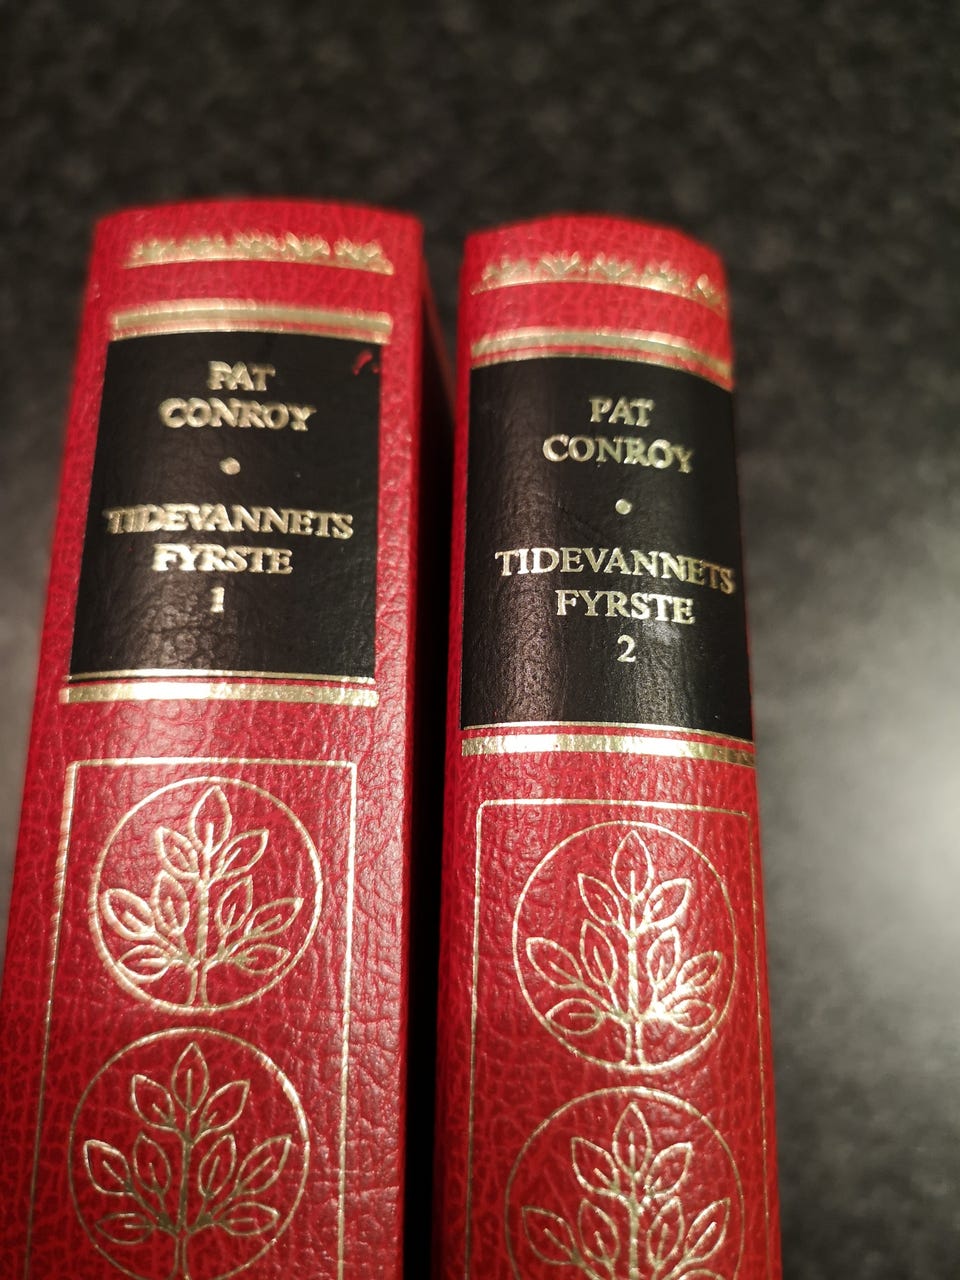 PAT
CONROY
TIDEVANNETS
FYRSTE
1
PAT
CONROY
TIDEVANNETS
FYRSTE
2